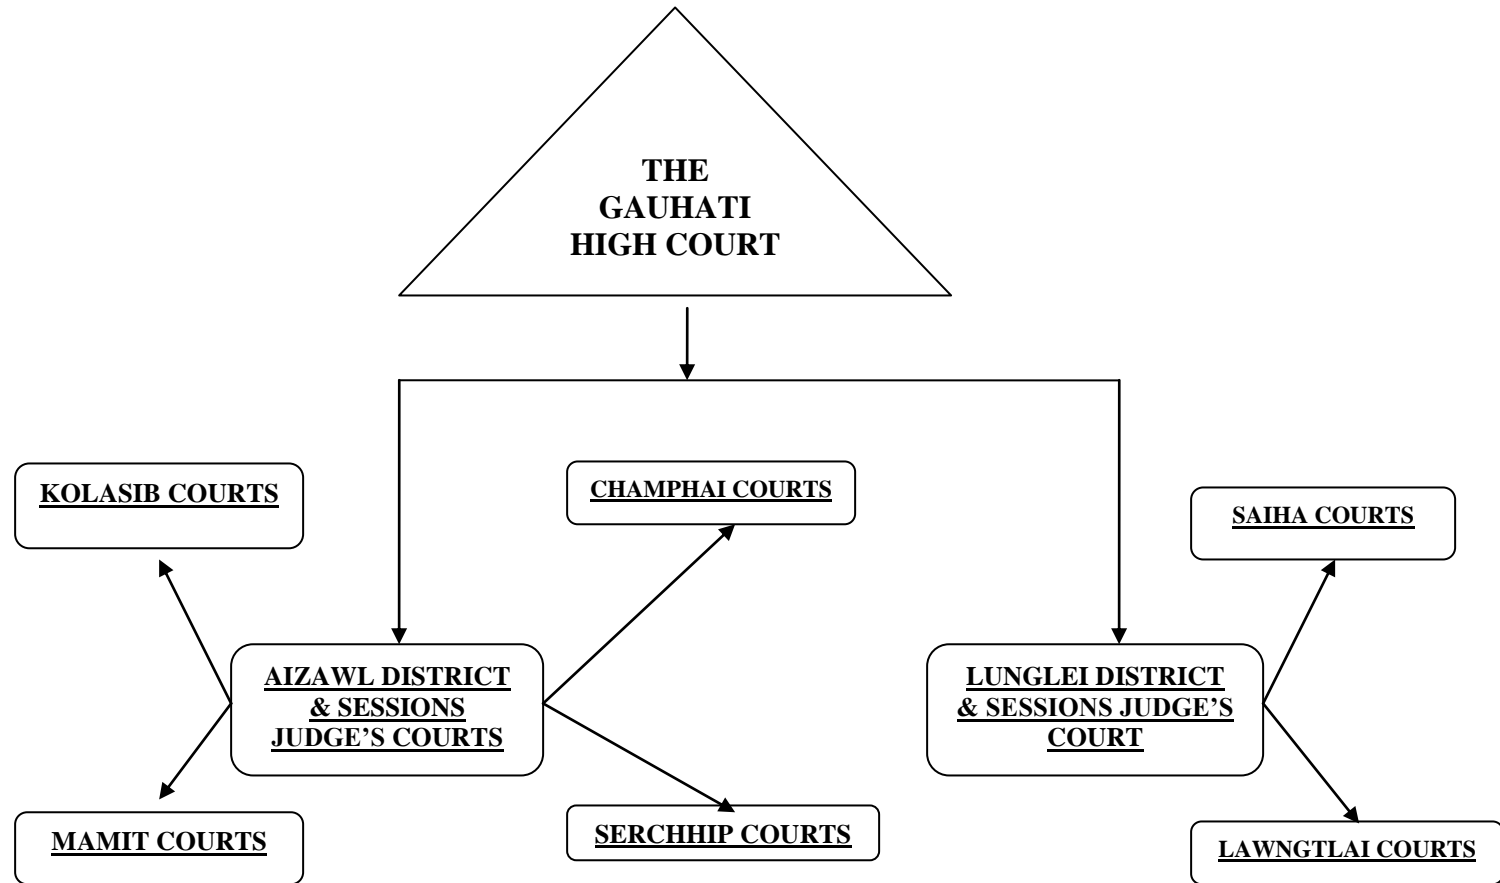 THE
GAUHATI
HIGH COURT
KOLASIB COURTS
CHAMPHAI COURTS
SAIHA COURTS
AIZAWL DISTRICT
& SESSIONS
JUDGE’S COURTS
LUNGLEI DISTRICT
& SESSIONS JUDGE’S
COURT
MAMIT COURTS
SERCHHIP COURTS
LAWNGTLAI COURTS